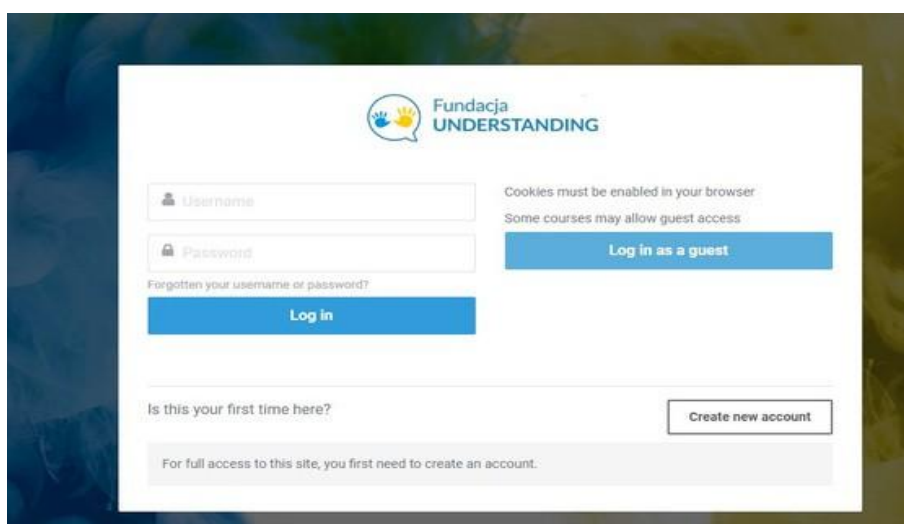 Fundacja
UNDERSTANDING
Username
Password
Forgotten your username or password?
Log in
Cookies must be enabled in your browser
Some courses may allow guest access
Log in as a guest
Is this your first time here?
Create new account
For full access to this site, you first need to create an account.